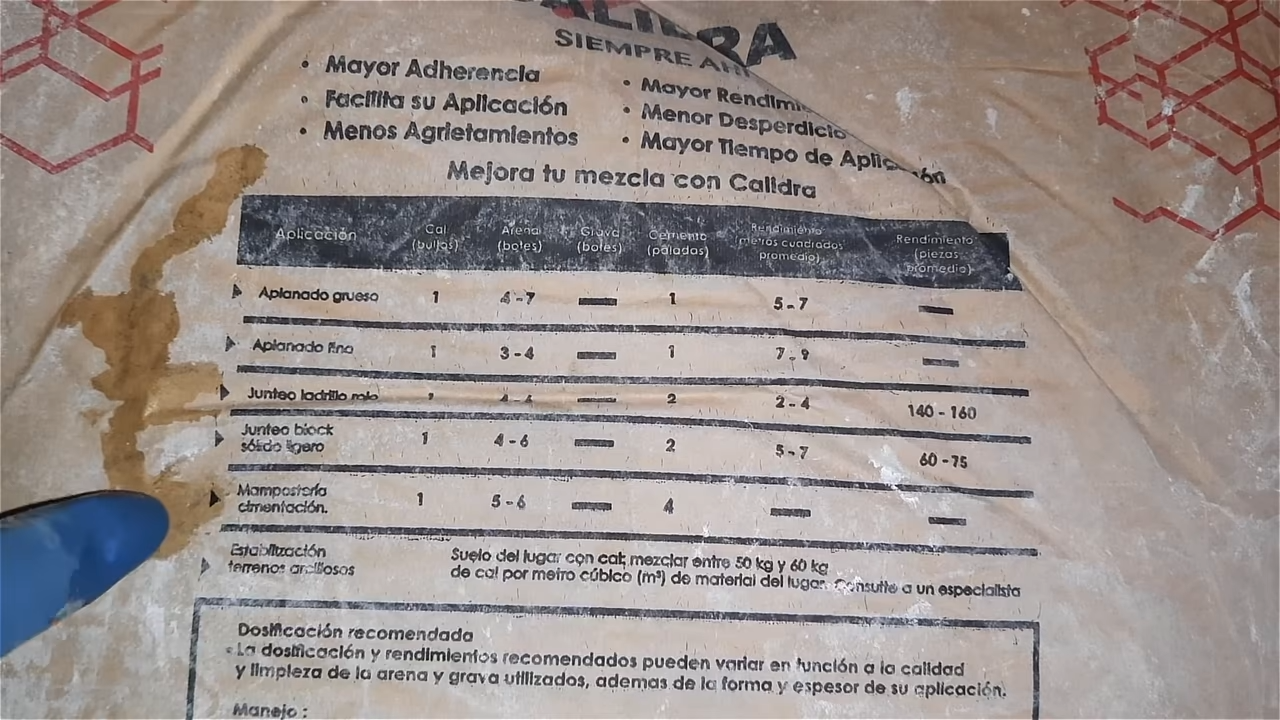 SIEMPRE
• Mayor Adherencia
• Facilita su Aplicación
• Menos Agrietamientos
• Mayor
• Menor Desperdicio
• Mayor Tiempo de
Mejora tu mezcla con Calidra
Aplicación Cal (bultos) Arena (botes) Grava (botes) Cemento (paladas) Rendimiento metros cuadrados promedio) Rendimiento (piezas promedio)
Aplanado grueso 1 4-7 — 1 5-7 —
Aplanado fino 1 3-4 — 1 7-9 —
Junteo ladrillo — 2 2-4 140-160
Junteo block sólido ligero 1 4-6 — 2 5-7 60-75
Mampostería cimentación. 1 5-6 — 4 — —
Estabilización terrenos arcillosos
Suelo del lugar con cal; mezclar entre 50 kg y 60 kg
de cal por metro cúbico (m³) de material del lugar. Consulte a un especialista
Dosificación recomendada
• La dosificación y rendimientos recomendados pueden variar en función a la calidad
y limpieza de la arena y grava utilizados, ademas de la forma y espesor de su aplicación.
Manejo :